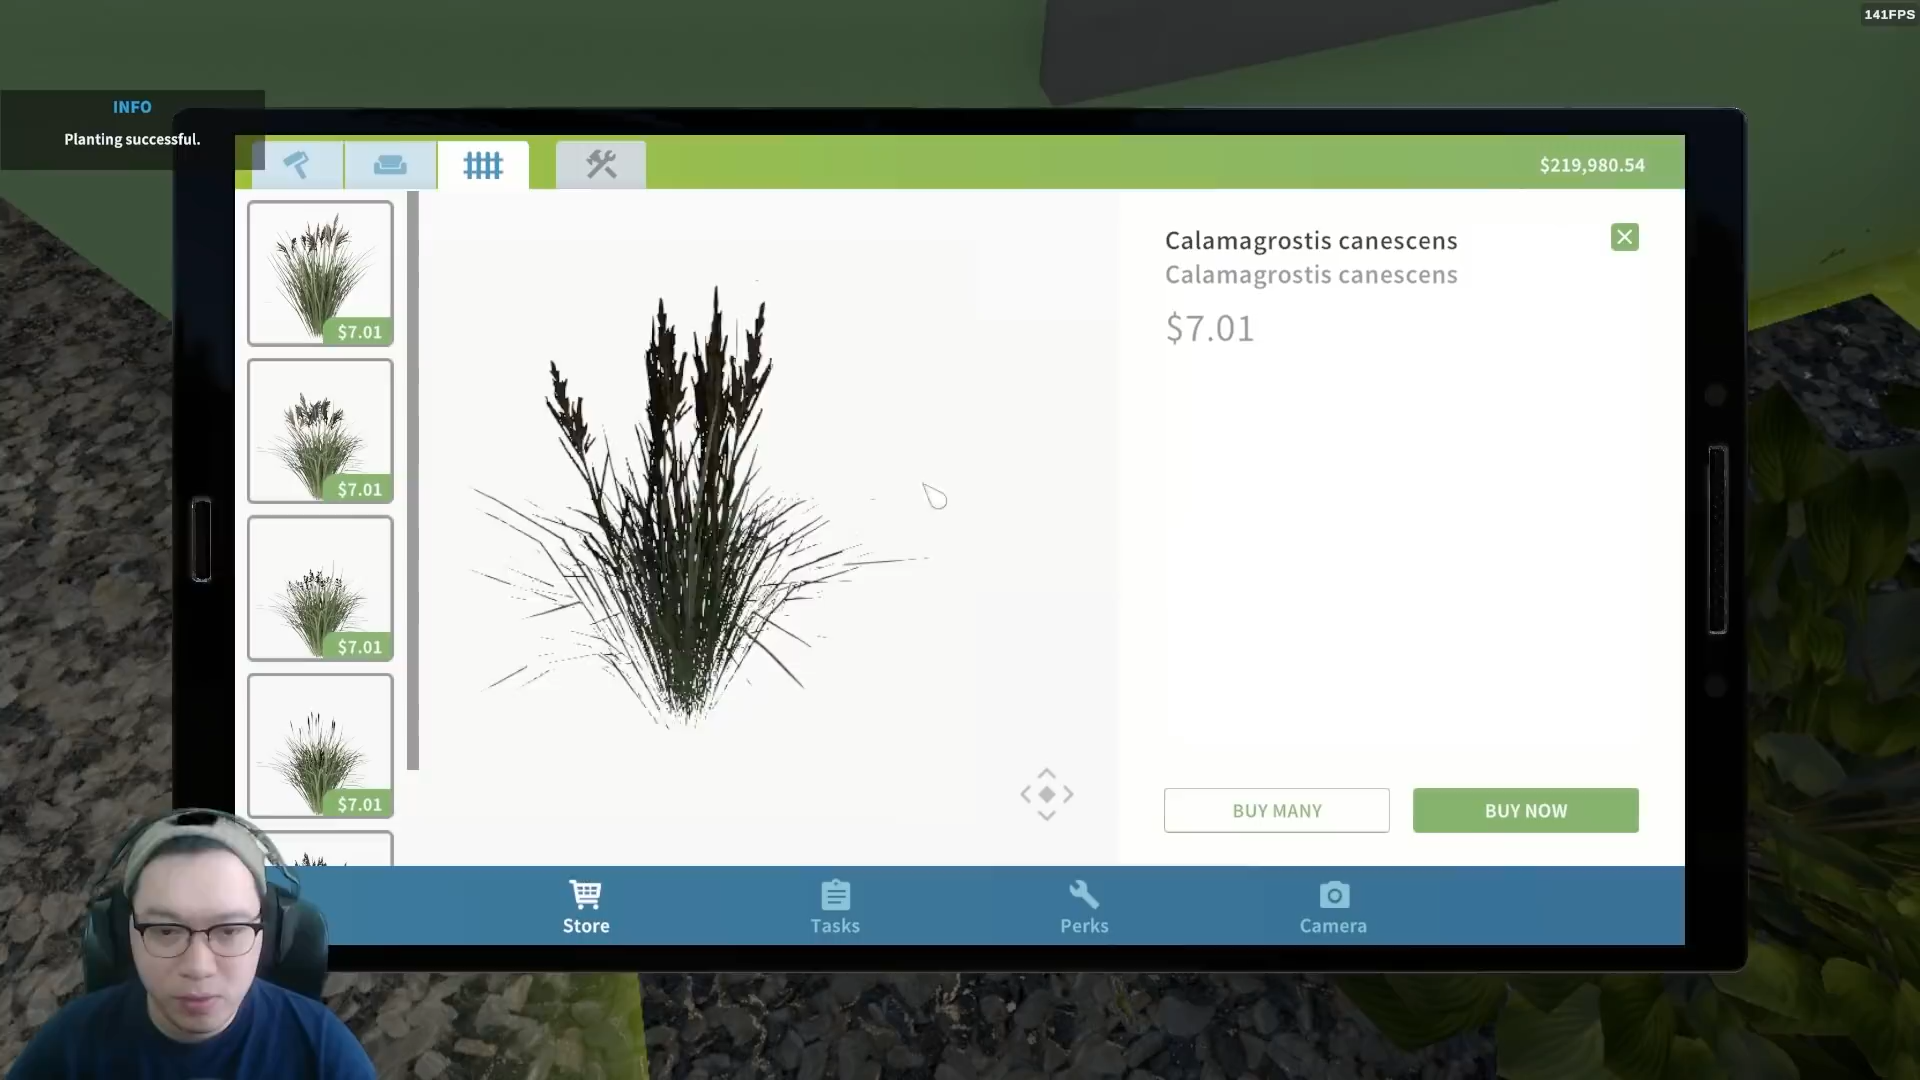 141FPS
INFO
Planting successful.
$219,980.54
$7.01
$7.01
$7.01
$7.01
Calamagrostis canescens
Calamagrostis canescens
$7.01
BUY MANY
BUY NOW
Store
Tasks
Perks
Camera